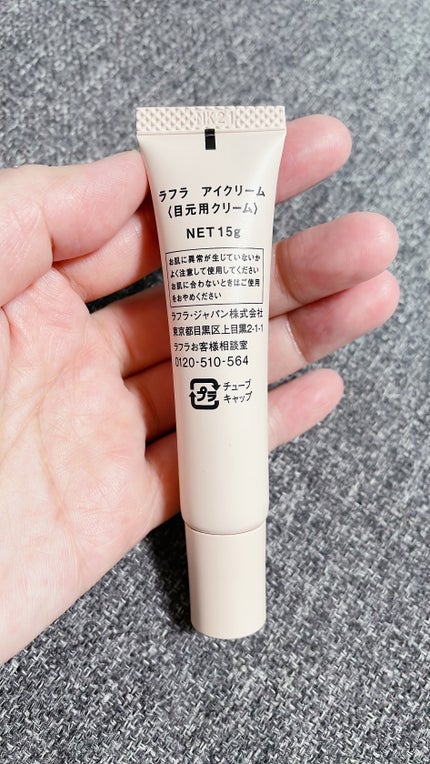 NK21
ラフラ アイクリーム
〈目元用クリーム〉
NET 15g
お肌に異常が生じていないか
よく注意して使用してください
お肌に合わないときはご使用
をおやめください
ラフラ・ジャパン株式会社
東京都目黒区上目黒2-1-1
ラフラお客様相談室
0120-510-564
プラ
チューブ
キャップ